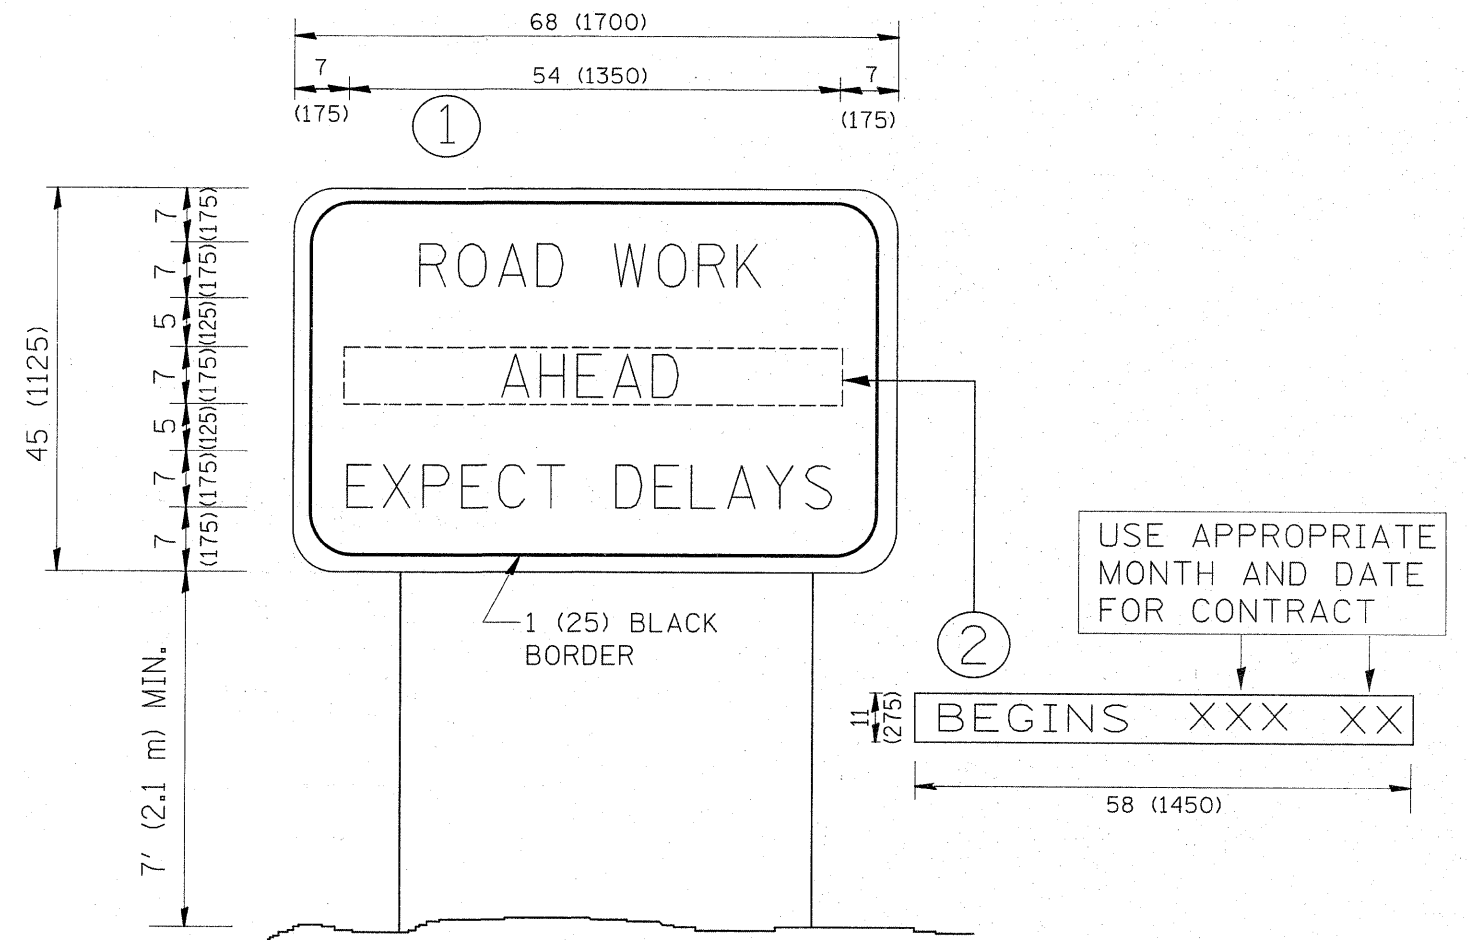 68 (1700)
7
54 (1350)
7
(175)
(175)
1
45 (1125)
7
(175)
7
(175)
5
(125)
7
(175)
5
(125)
7
(175)
7
(175)
ROAD WORK
AHEAD
EXPECT DELAYS
1 (25) BLACK
BORDER
7' (2.1 m) MIN.
2
USE APPROPRIATE
MONTH AND DATE
FOR CONTRACT
11
(275)
BEGINS XXX XX
58 (1450)